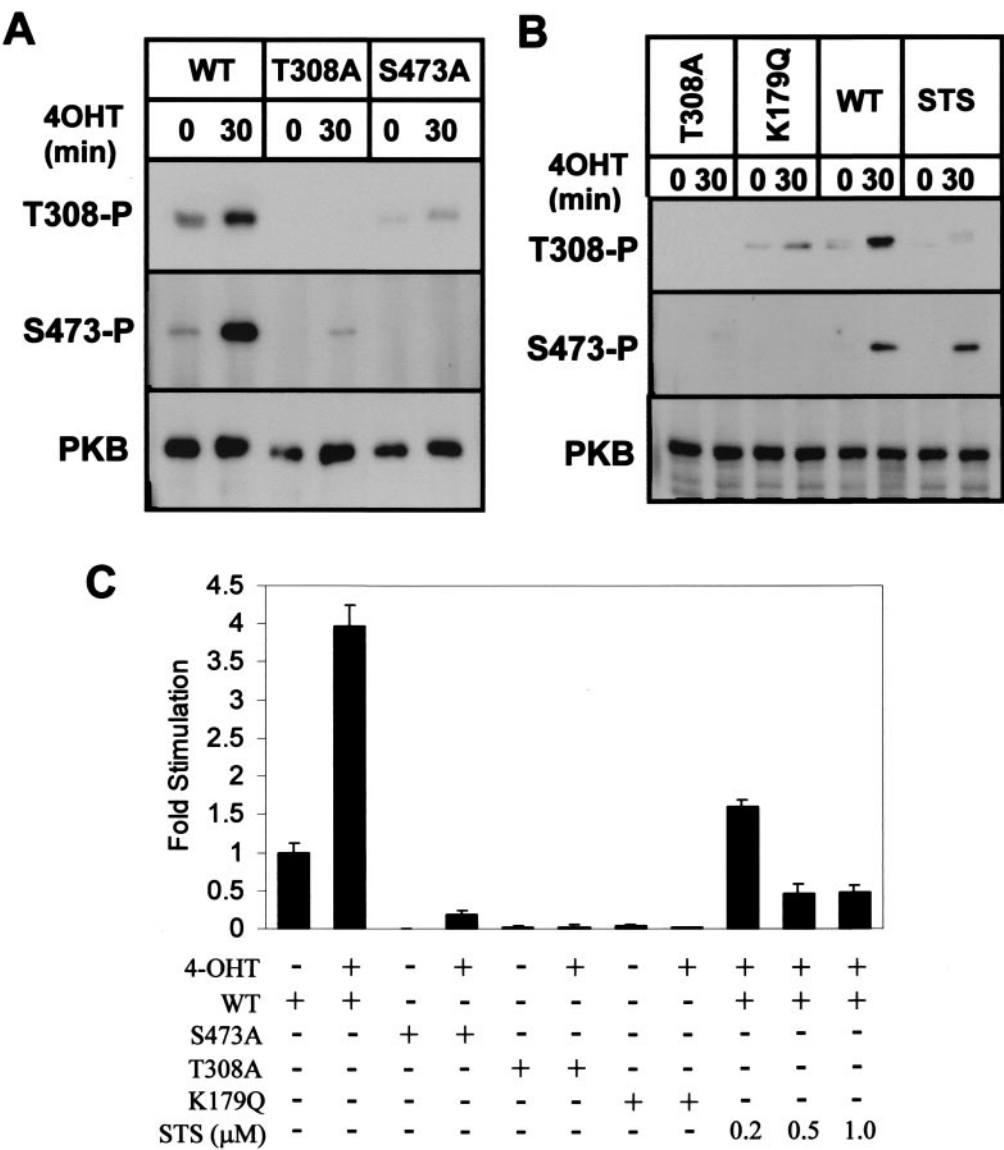 A
WT T308A S473A
4OHT (min) 0 30 0 30 0 30
T308-P
S473-P
PKB
B
T308A K179Q WT STS
4OHT (min) 0 30 0 30 0 30 0 30
T308-P
S473-P
PKB
C
Fold Stimulation
4.5
4
3.5
3
2.5
2
1.5
1
0.5
0
4-OHT - + - + - + - + + + +
WT + + - - - - - - + + +
S473A - - + + - - - - - - -
T308A - - - - + + - - - - -
K179Q - - - - - - + + - - -
STS (μM) - - - - - - - - 0.2 0.5 1.0